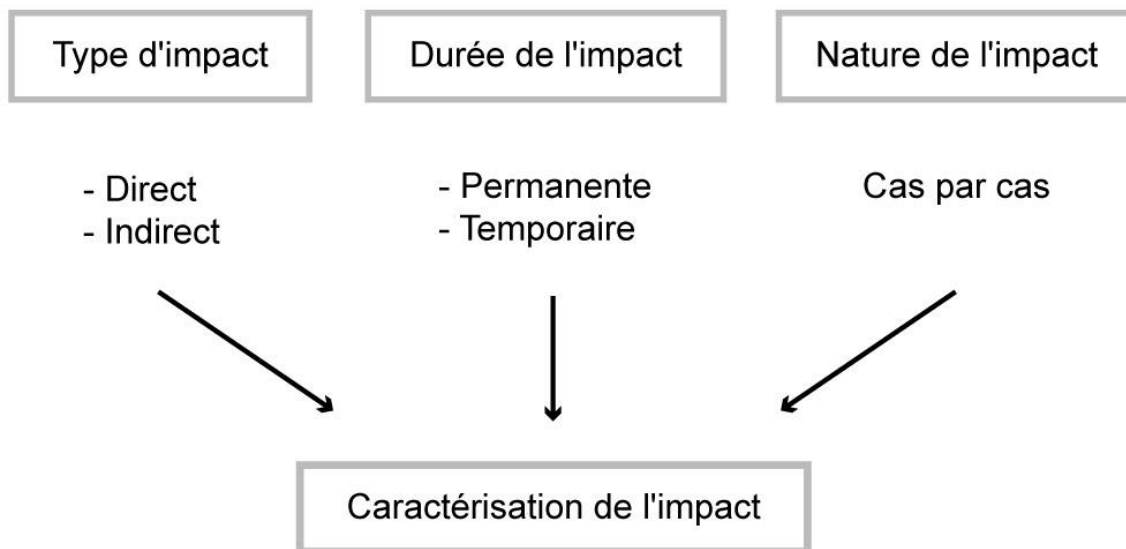 Type d'impact
Durée de l'impact
Nature de l'impact
- Direct
- Indirect
- Permanente
- Temporaire
Cas par cas
Caractérisation de l'impact